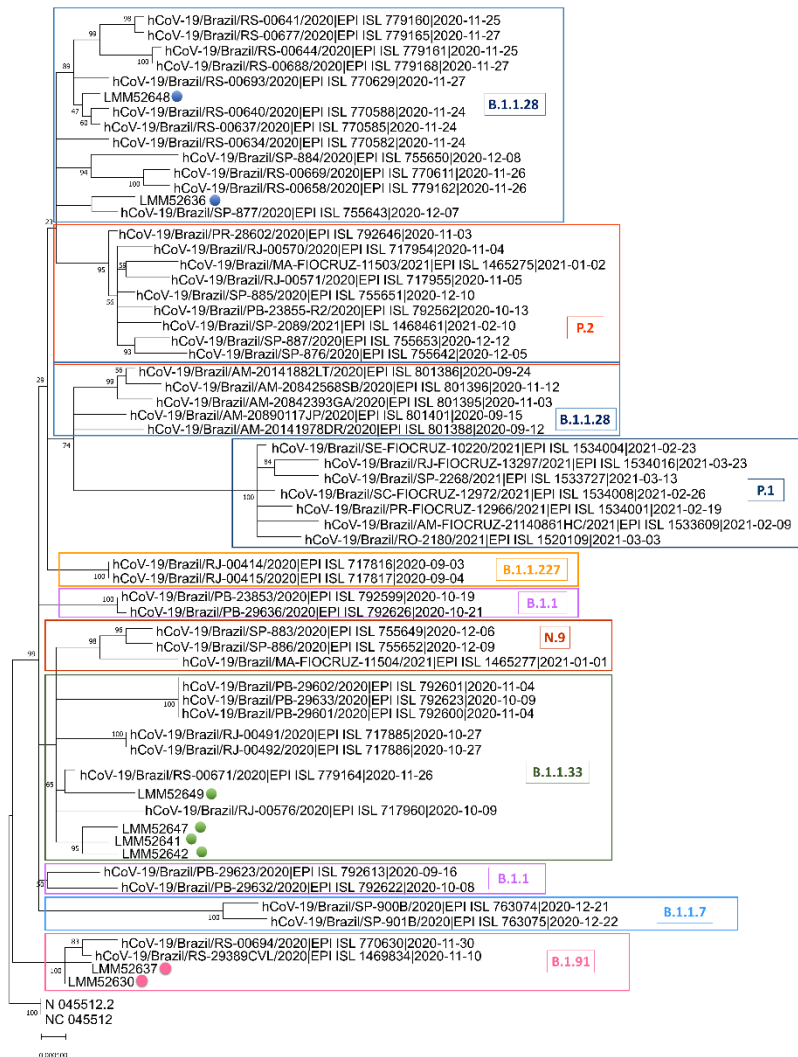 98
hCoV-19/Brazil/RS-00641/2020|EPI ISL 779160|2020-11-25
99
hCoV-19/Brazil/RS-00677/2020|EPI ISL 779165|2020-11-27
hCoV-19/Brazil/RS-00644/2020|EPI ISL 779161|2020-11-25
100
hCoV-19/Brazil/RS-00688/2020|EPI ISL 779168|2020-11-27
89
hCoV-19/Brazil/RS-00693/2020|EPI ISL 770629|2020-11-27
LMM52648
B.1.1.28
47
hCoV-19/Brazil/RS-00640/2020|EPI ISL 770588|2020-11-24
60
hCoV-19/Brazil/RS-00637/2020|EPI ISL 770585|2020-11-24
hCoV-19/Brazil/RS-00634/2020|EPI ISL 770582|2020-11-24
hCoV-19/Brazil/SP-884/2020|EPI ISL 755650|2020-12-08
94
hCoV-19/Brazil/RS-00669/2020|EPI ISL 770611|2020-11-26
100
hCoV-19/Brazil/RS-00658/2020|EPI ISL 779162|2020-11-26
LMM52636
hCoV-19/Brazil/SP-877/2020|EPI ISL 755643|2020-12-07
hCoV-19/Brazil/PR-28602/2020|EPI ISL 792646|2020-11-03
hCoV-19/Brazil/RJ-00570/2020|EPI ISL 717954|2020-11-04
95
hCoV-19/Brazil/MA-FIOCRUZ-11503/2021|EPI ISL 1465275|2021-01-02
hCoV-19/Brazil/RJ-00571/2020|EPI ISL 717955|2020-11-05
hCoV-19/Brazil/SP-885/2020|EPI ISL 755651|2020-12-10
56
hCoV-19/Brazil/PB-23855-R2/2020|EPI ISL 792562|2020-10-13
hCoV-19/Brazil/SP-2089/2021|EPI ISL 1468461|2021-02-10
P.2
hCoV-19/Brazil/SP-887/2020|EPI ISL 755653|2020-12-12
93
hCoV-19/Brazil/SP-876/2020|EPI ISL 755642|2020-12-05
56
hCoV-19/Brazil/AM-20141882LT/2020|EPI ISL 801386|2020-09-24
99
hCoV-19/Brazil/AM-20842568SB/2020|EPI ISL 801396|2020-11-12
hCoV-19/Brazil/AM-20842393GA/2020|EPI ISL 801395|2020-11-03
hCoV-19/Brazil/AM-20890117JP/2020|EPI ISL 801401|2020-09-15
B.1.1.28
hCoV-19/Brazil/AM-20141978DR/2020|EPI ISL 801388|2020-09-12
74
hCoV-19/Brazil/SE-FIOCRUZ-10220/2021|EPI ISL 1534004|2021-02-23
84
hCoV-19/Brazil/RJ-FIOCRUZ-13297/2021|EPI ISL 1534016|2021-03-23
hCoV-19/Brazil/SP-2268/2021|EPI ISL 1533727|2021-03-13
100
hCoV-19/Brazil/SC-FIOCRUZ-12972/2021|EPI ISL 1534008|2021-02-26
P.1
hCoV-19/Brazil/PR-FIOCRUZ-12966/2021|EPI ISL 1534001|2021-02-19
hCoV-19/Brazil/AM-FIOCRUZ-21140861HC/2021|EPI ISL 1533609|2021-02-09
hCoV-19/Brazil/RO-2180/2021|EPI ISL 1520109|2021-03-03
hCoV-19/Brazil/RJ-00414/2020|EPI ISL 717816|2020-09-03
B.1.1.227
100
hCoV-19/Brazil/RJ-00415/2020|EPI ISL 717817|2020-09-04
hCoV-19/Brazil/PB-23853/2020|EPI ISL 792599|2020-10-19
B.1.1
100
hCoV-19/Brazil/PB-29636/2020|EPI ISL 792626|2020-10-21
hCoV-19/Brazil/SP-883/2020|EPI ISL 755649|2020-12-06
N.9
98
hCoV-19/Brazil/SP-886/2020|EPI ISL 755652|2020-12-09
99
hCoV-19/Brazil/MA-FIOCRUZ-11504/2021|EPI ISL 1465277|2021-01-01
hCoV-19/Brazil/PB-29602/2020|EPI ISL 792601|2020-11-04
hCoV-19/Brazil/PB-29633/2020|EPI ISL 792623|2020-10-09
100
hCoV-19/Brazil/PB-29601/2020|EPI ISL 792600|2020-11-04
100
hCoV-19/Brazil/RJ-00491/2020|EPI ISL 717885|2020-10-27
hCoV-19/Brazil/RJ-00492/2020|EPI ISL 717886|2020-10-27
B.1.1.33
hCoV-19/Brazil/RS-00671/2020|EPI ISL 779164|2020-11-26
LMM52649
hCoV-19/Brazil/RJ-00576/2020|EPI ISL 717960|2020-10-09
LMM52647
LMM52641
95
LMM52642
hCoV-19/Brazil/PB-29623/2020|EPI ISL 792613|2020-09-16
B.1.1
hCoV-19/Brazil/PB-29632/2020|EPI ISL 792622|2020-10-08
hCoV-19/Brazil/SP-900B/2020|EPI ISL 763074|2020-12-21
B.1.1.7
100
hCoV-19/Brazil/SP-901B/2020|EPI ISL 763075|2020-12-22
83
hCoV-19/Brazil/RS-00694/2020|EPI ISL 770630|2020-11-30
hCoV-19/Brazil/RS-29389CVL/2020|EPI ISL 1469834|2020-11-10
B.1.91
LMM52637
100
LMM52630
N 045512.2
100
NC 045512